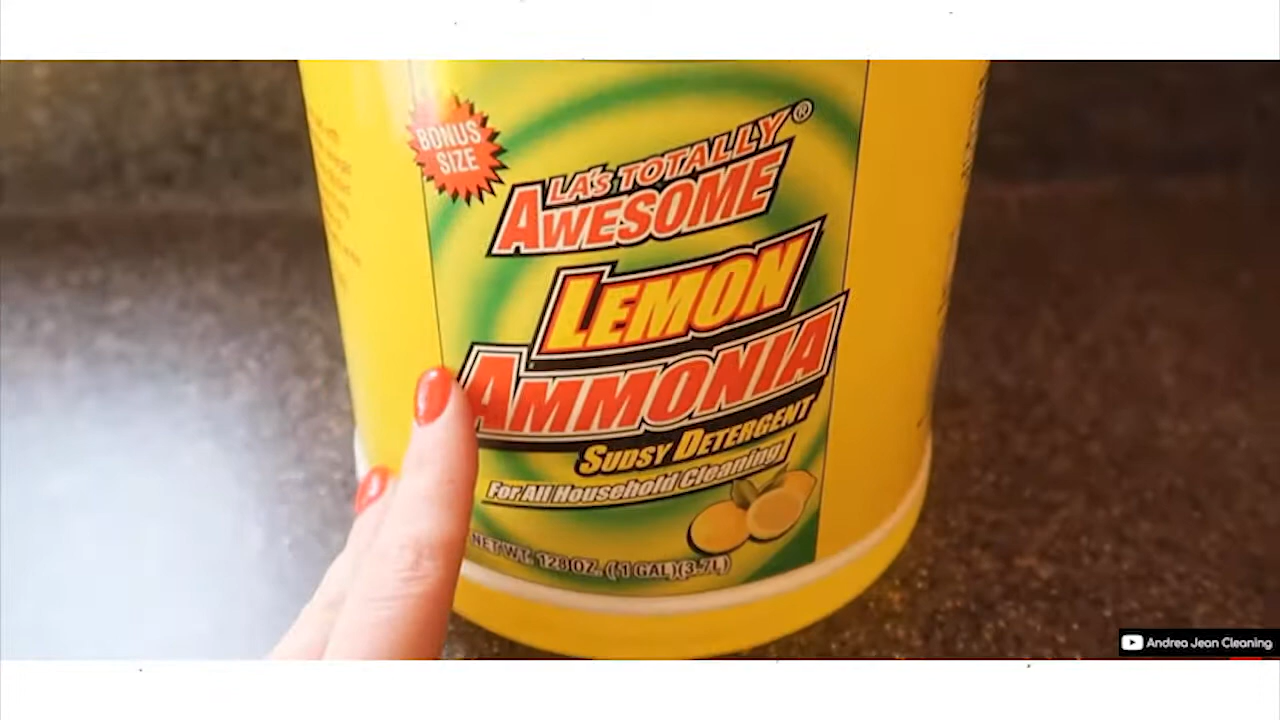 BONUS
SIZE
LA'S TOTALLY®
AWESOME
LEMON
AMMONIA
SUDSY DETERGENT
For All Household Cleaning
NET WT. 128 OZ. (1 GAL)(3.7L)
Andrea Jean Cleaning